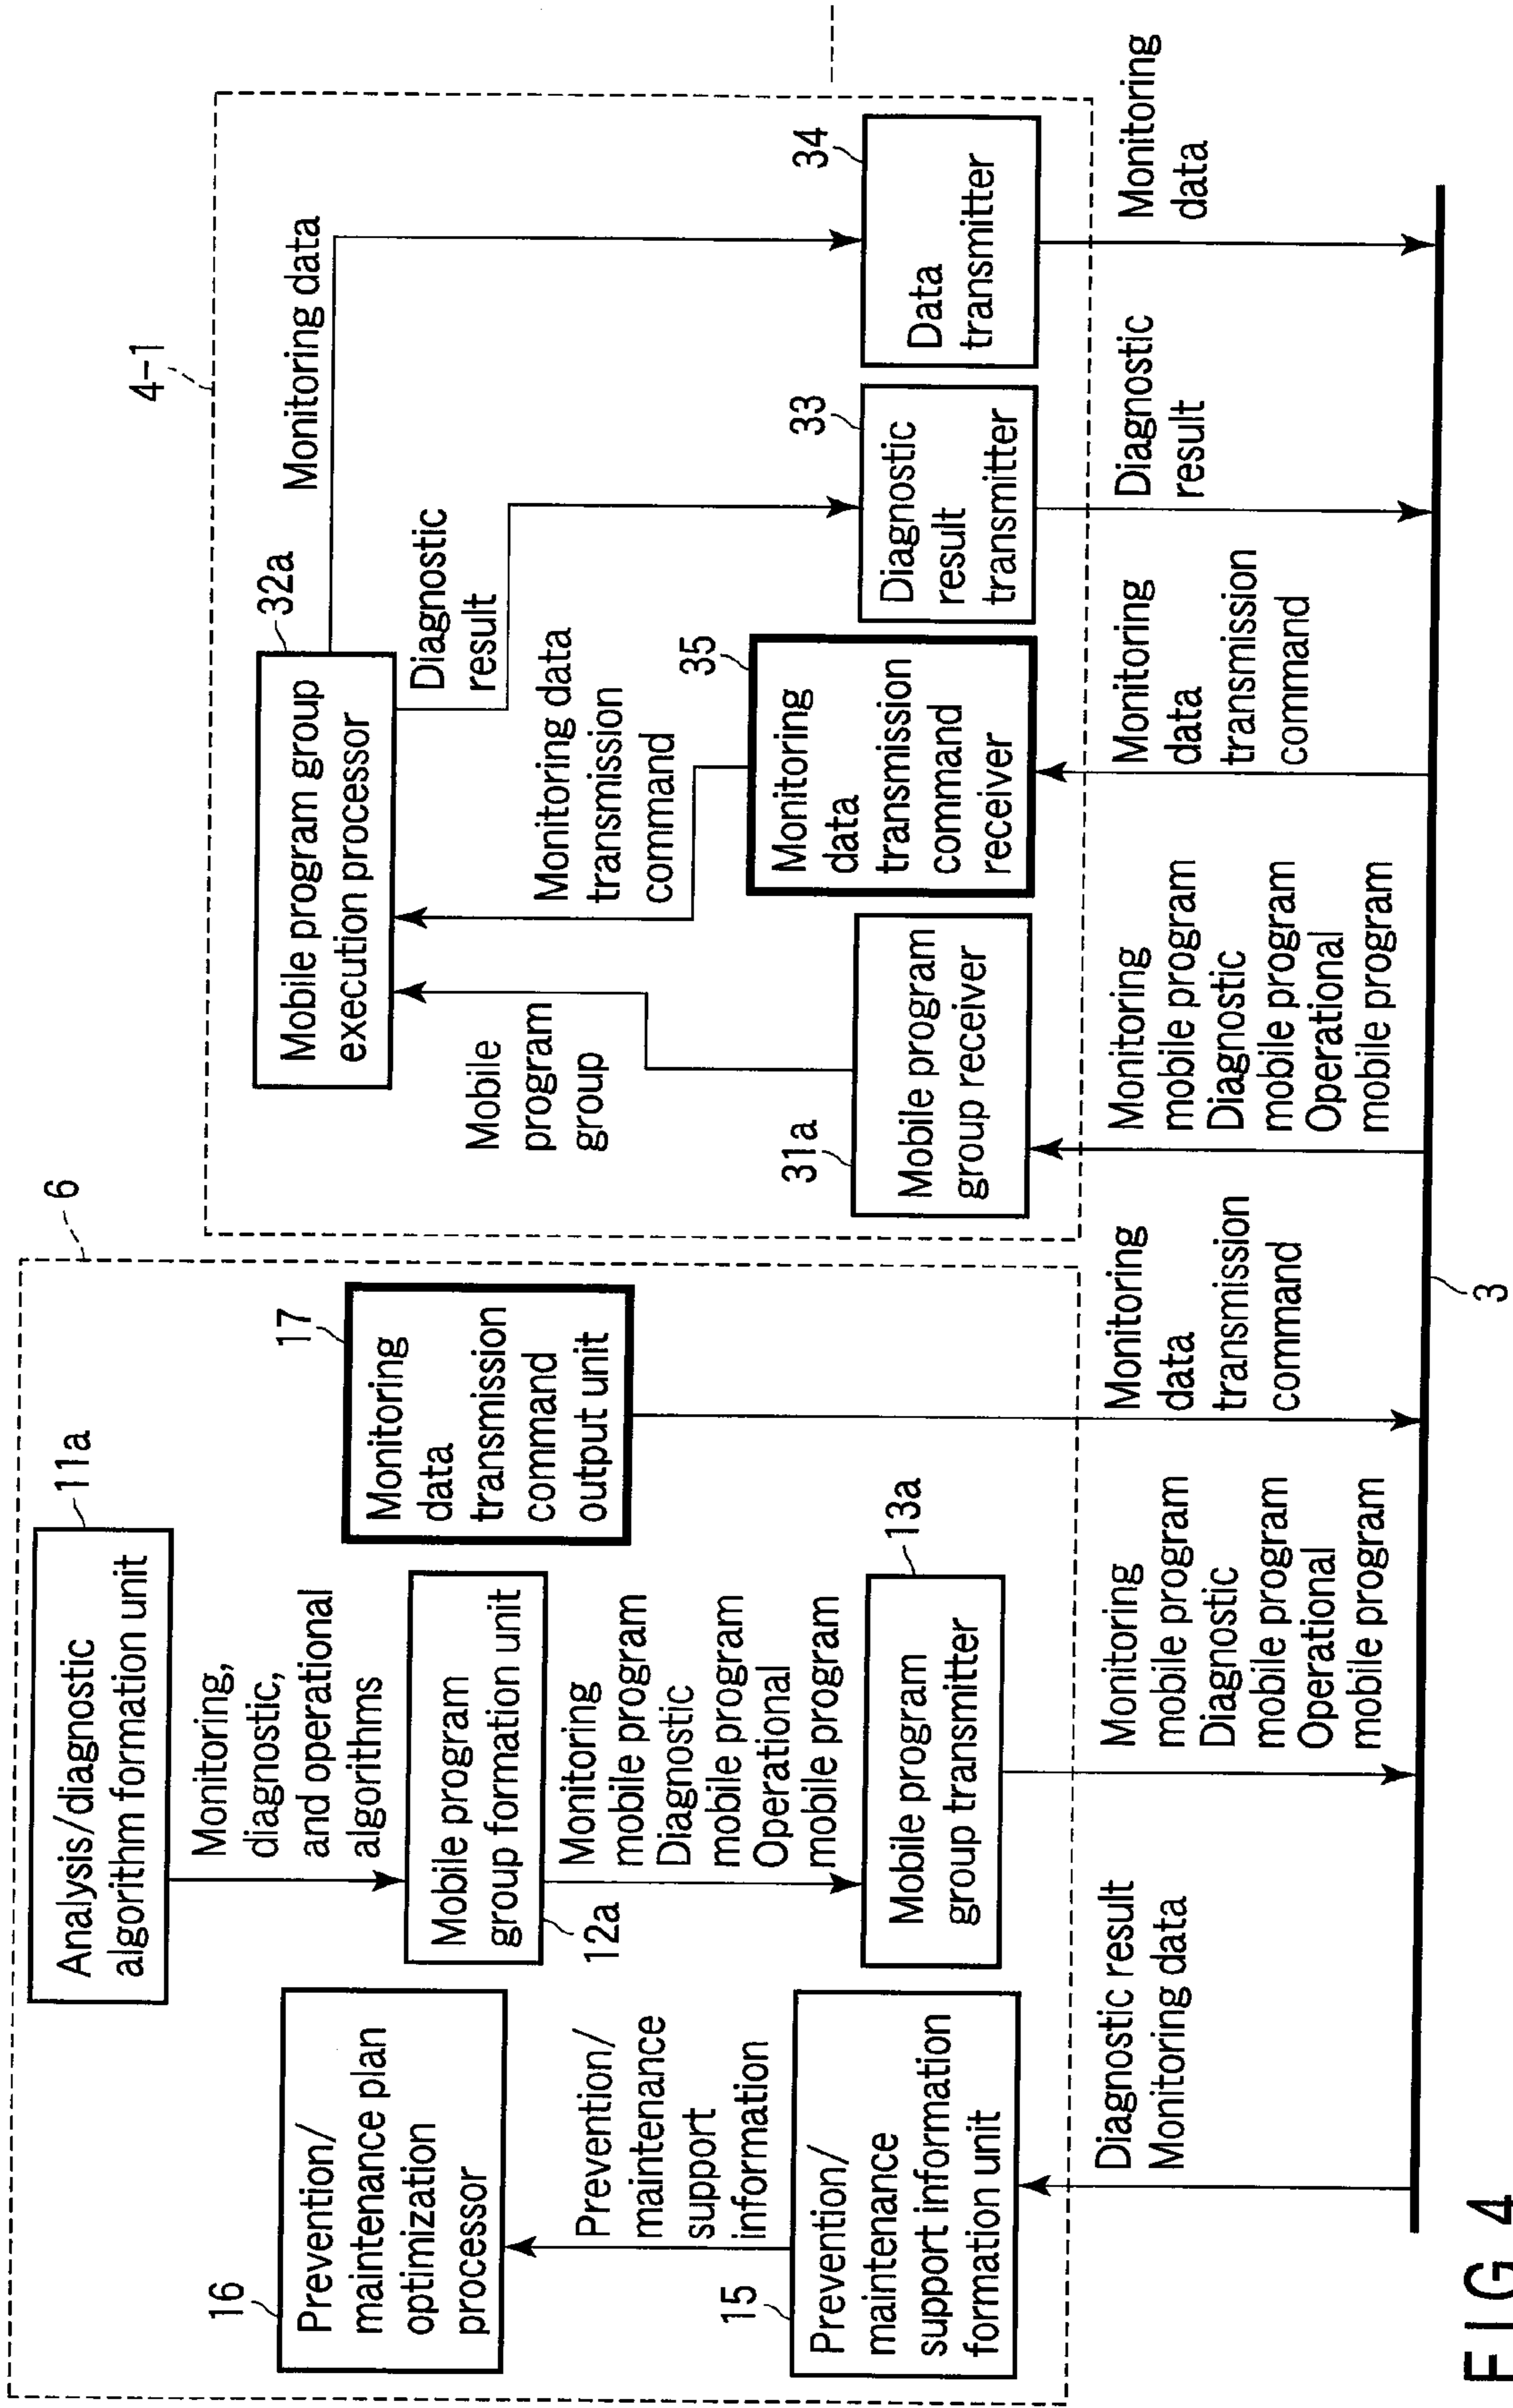 6
4-1
Analysis/diagnostic
algorithm formation unit
11a
Monitoring,
diagnostic,
and operational
algorithms
16
Prevention/
maintenance plan
optimization
processor
Mobile program
group formation unit
12a
17
Monitoring
data
transmission
command
output unit
Prevention/
maintenance
support
information
Monitoring
mobile program
Diagnostic
mobile program
Operational
mobile program
15
Prevention/
maintenance
support information
formation unit
Mobile program
group transmitter
13a
Diagnostic result
Monitoring data
Monitoring
mobile program
Diagnostic
mobile program
Operational
mobile program
Monitoring
data
transmission
command
Mobile program group
execution processor
32a
Monitoring data
Diagnostic
result
Mobile
program
group
Monitoring data
transmission
command
31a
Mobile program
group receiver
35
Monitoring
data
transmission
command
receiver
33
Diagnostic
result
transmitter
34
Data
transmitter
Monitoring
mobile program
Diagnostic
mobile program
Operational
mobile program
Monitoring
data
transmission
command
Diagnostic
result
Monitoring
data
3
FIG. 4